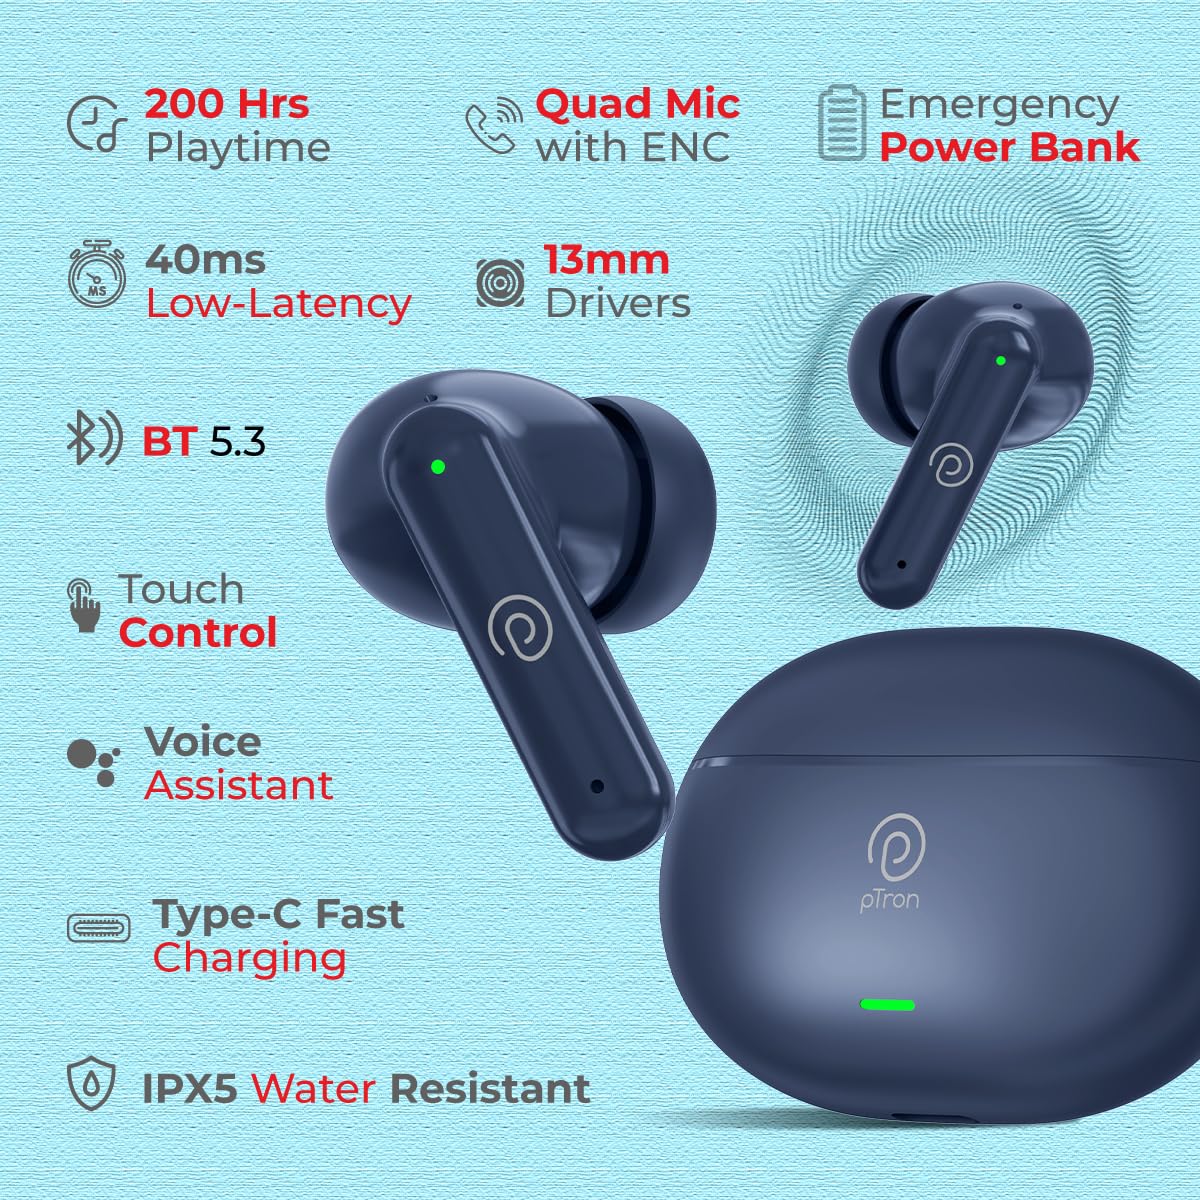 200 Hrs
Playtime
Quad Mic
with ENC
Emergency
Power Bank
40ms
Low-Latency
MS
13mm
Drivers
BT 5.3
Touch
Control
Voice
Assistant
Type-C Fast
Charging
IPX5 Water Resistant
pTron